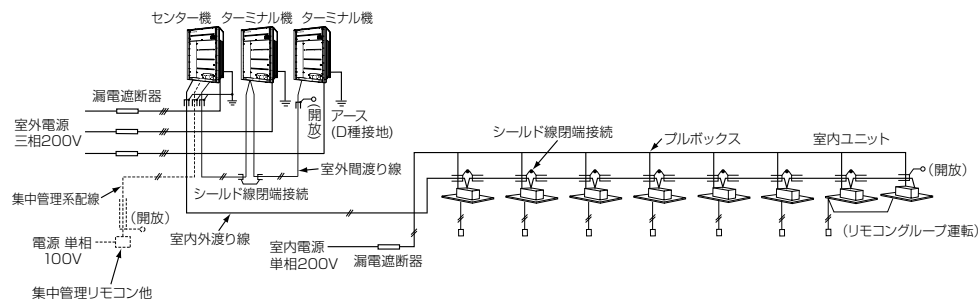 センター機 ターミナル機 ターミナル機
漏電遮断器
室外電源
三相200V
(開放)
アース
(D種接地)
シールド線閉端接続
プルボックス
室内ユニット
室外間渡り線
(開放)
集中管理系配線
シールド線閉端接続
(開放)
室内外渡り線
(リモコングループ運転)
電源 単相
100V
室内電源
単相200V
漏電遮断器
集中管理リモコン他